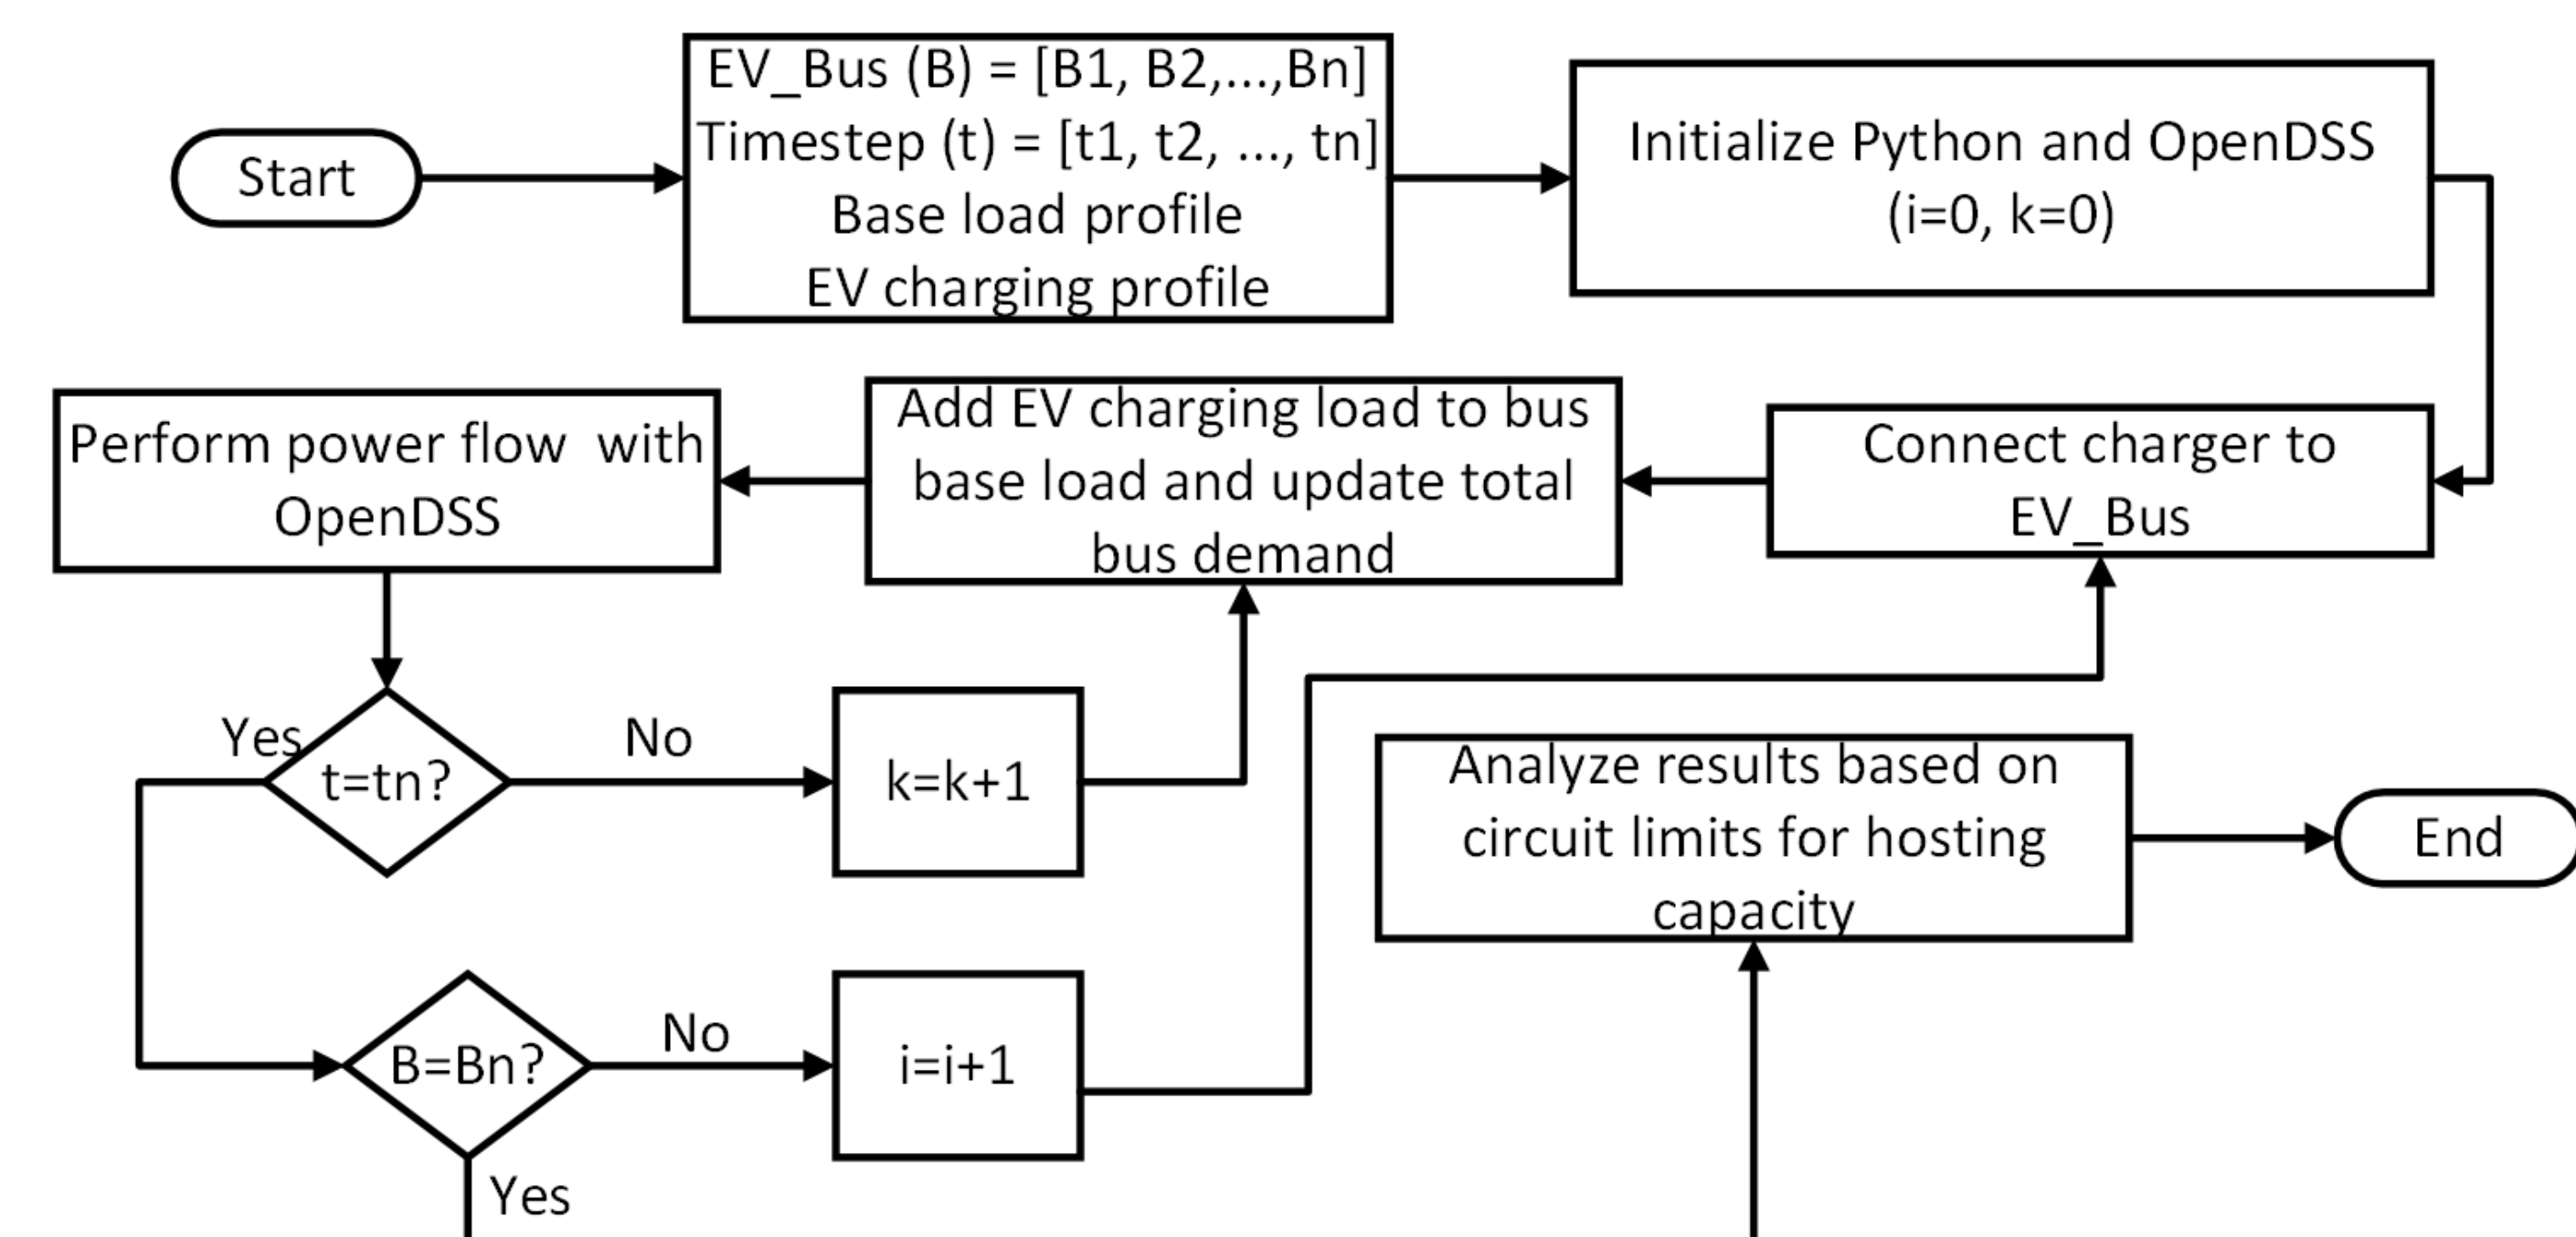 Start
EV_Bus (B) = [B1, B2,...,Bn]
Timestep (t) = [t1, t2, ..., tn]
Base load profile
EV charging profile
Initialize Python and OpenDSS
(i=0, k=0)
Connect charger to
EV_Bus
Add EV charging load to bus
base load and update total
bus demand
Perform power flow  with
OpenDSS
t=tn?
Yes
No
k=k+1
B=Bn?
No
i=i+1
Yes
Analyze results based on
circuit limits for hosting
capacity
End